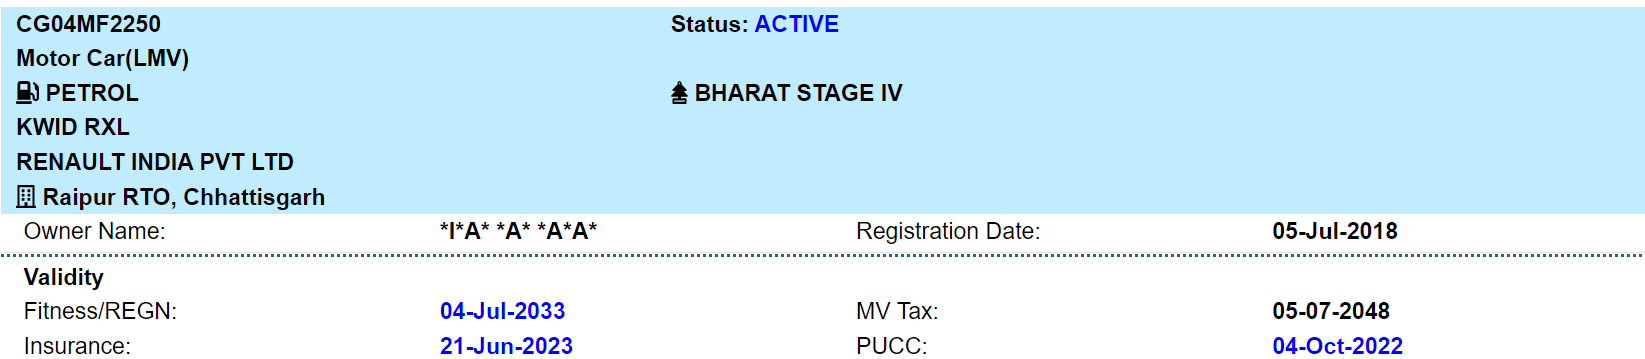 CG04MF2250 Status: ACTIVE
Motor Car(LMV)
PETROL BHARAT STAGE IV
KWID RXL
RENAULT INDIA PVT LTD
Raipur RTO, Chhattisgarh
Owner Name: *I*A* *A* *A*A* Registration Date: 05-Jul-2018
Validity
Fitness/REGN: 04-Jul-2033 MV Tax: 05-07-2048
Insurance: 21-Jun-2023 PUCC: 04-Oct-2022